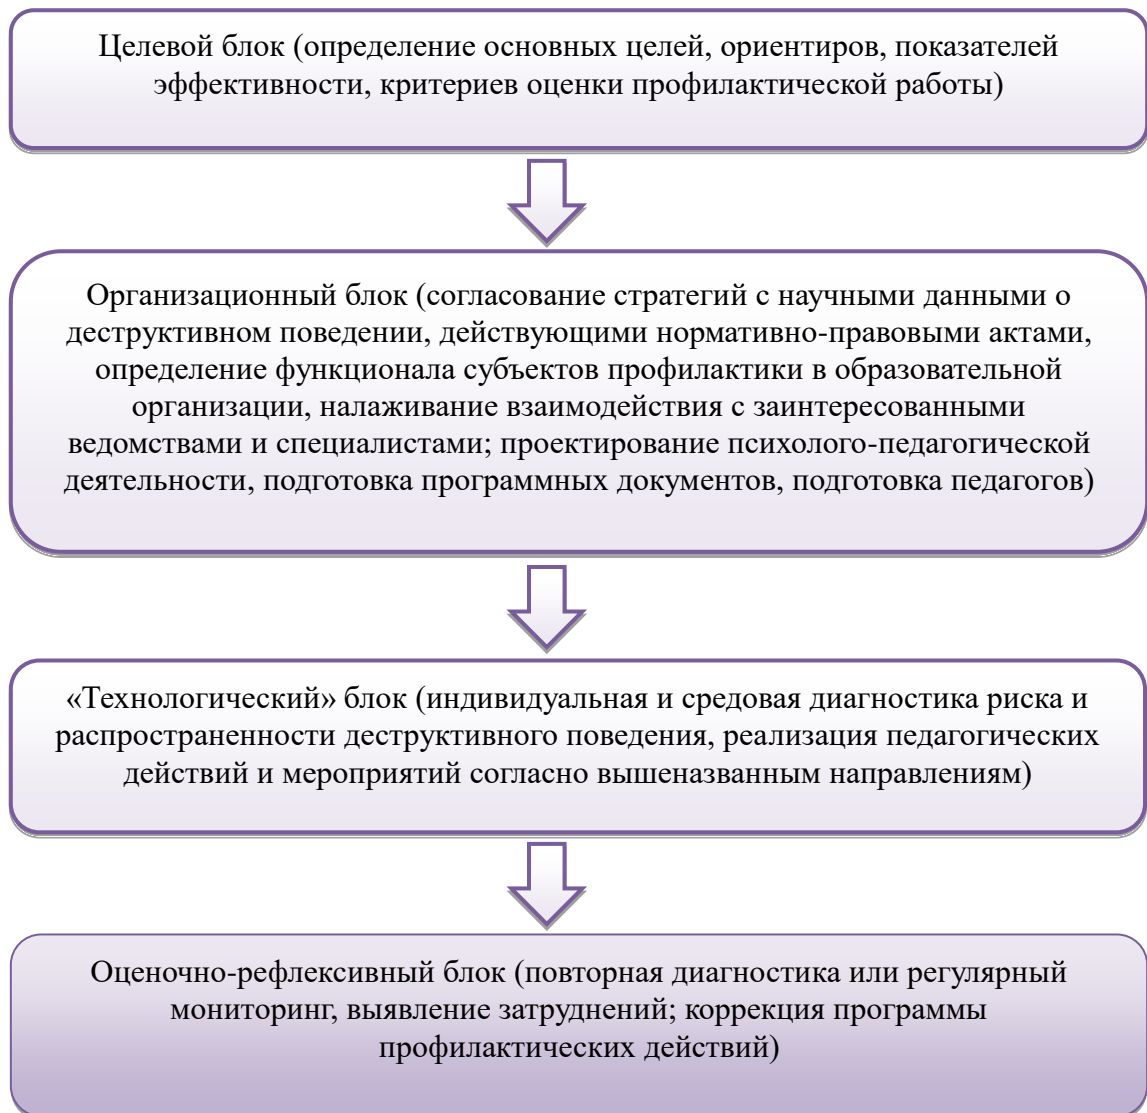 Целевой блок (определение основных целей, ориентиров, показателей
эффективности, критериев оценки профилактической работы)
Организационный блок (согласование стратегий с научными данными о
деструктивном поведении, действующими нормативно-правовыми актами,
определение функционала субъектов профилактики в образовательной
организации, налаживание взаимодействия с заинтересованными
ведомствами и специалистами; проектирование психолого-педагогической
деятельности, подготовка программных документов, подготовка педагогов)
«Технологический» блок (индивидуальная и средовая диагностика риска и
распространенности деструктивного поведения, реализация педагогических
действий и мероприятий согласно вышеназванным направлениям)
Оценочно-рефлексивный блок (повторная диагностика или регулярный
мониторинг, выявление затруднений; коррекция программы
профилактических действий)